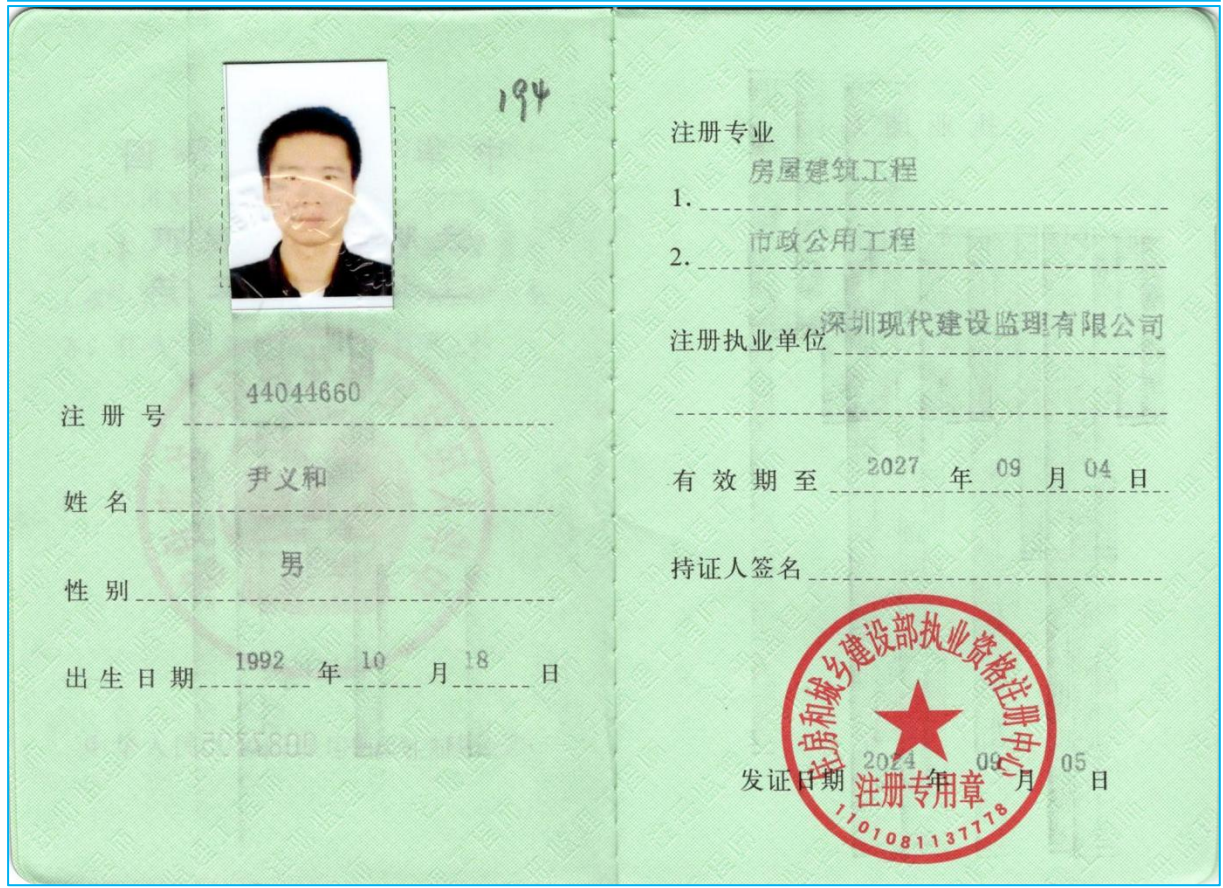 194
注册号 44044660
姓名 尹义和
性别 男
出生日期 1992 年 10 月 18 日
注册专业
1. 房屋建筑工程
2. 市政公用工程
注册执业单位 深圳现代建设监理有限公司
有效期至 2027 年 09 月 04 日
持证人签名
住房和城乡建设部执业资格注册中心
发证日期 2024 年 09 月 05 日
注册专用章
1101081137778